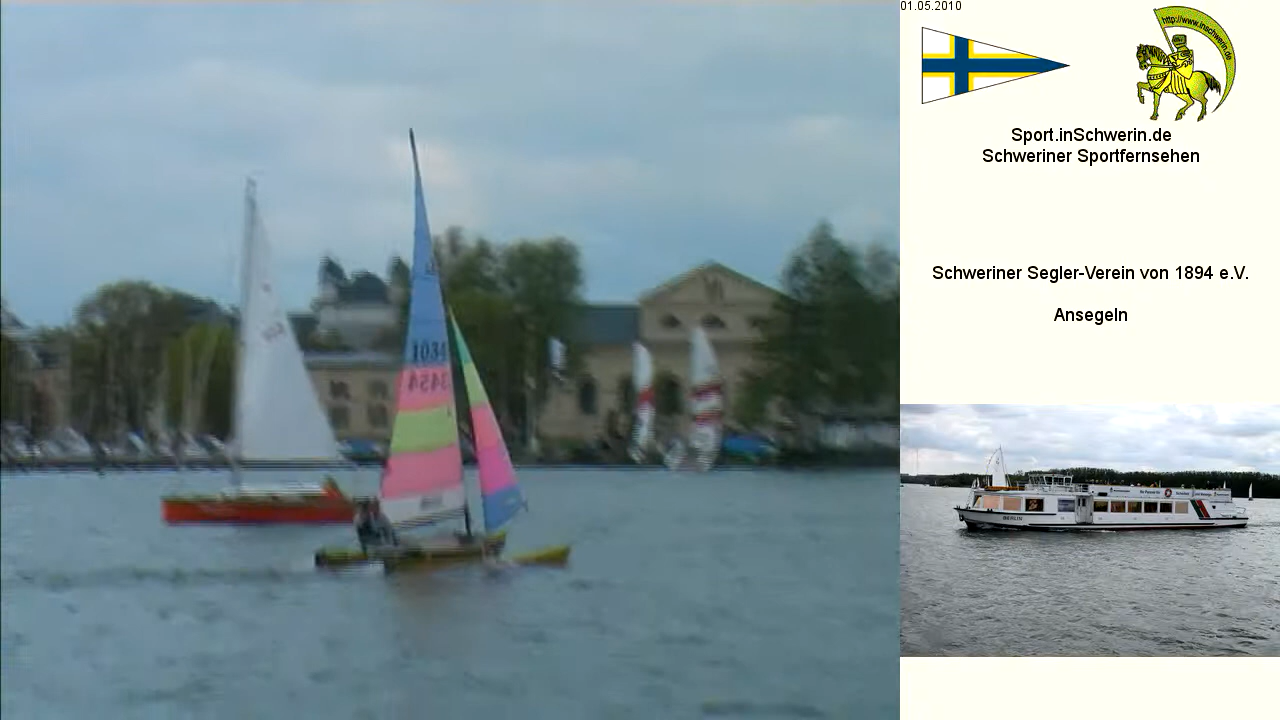 01.05.2010
http://www.inschwerin.de
Sport.inSchwerin.de
Schweriner Sportfernsehen
Schweriner Segler-Verein von 1894 e.V.
Ansegeln
1034
3454
BERLIN